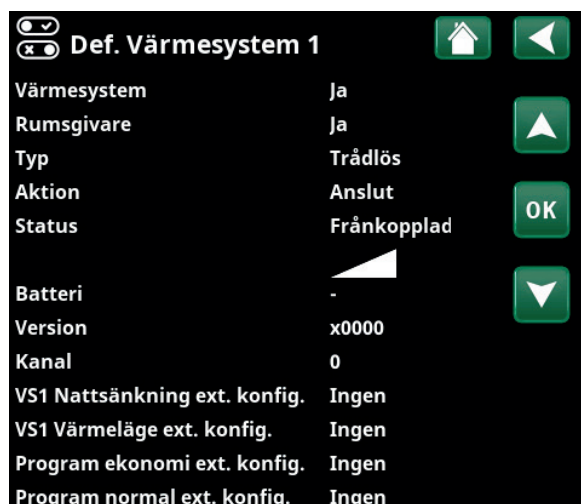 Def. Värmesystem 1
Värmesystem Ja
Rumsgivare Ja
Typ Trådlös
Aktion Anslut
Status Frånkopplad
OK
Batteri -
Version x0000
Kanal 0
VS1 Nattsänkning ext. konfig. Ingen
VS1 Värmeläge ext. konfig. Ingen
Program ekonomi ext. konfig. Ingen
Program normal ext. konfig. Ingen